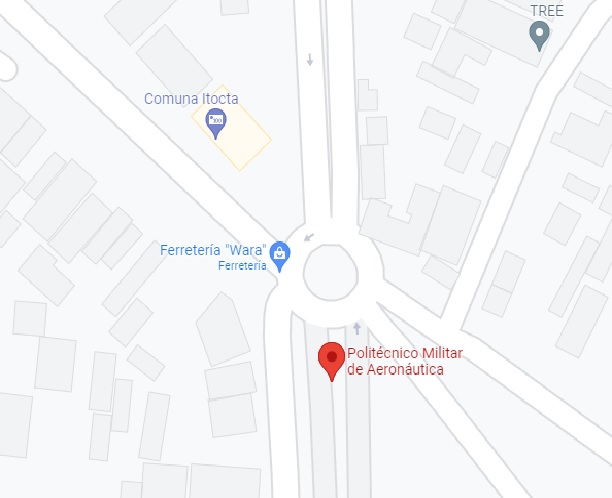 TREE
Comuna Itocta
Ferretería "Wara"
Ferretería
Politécnico Militar
de Aeronáutica